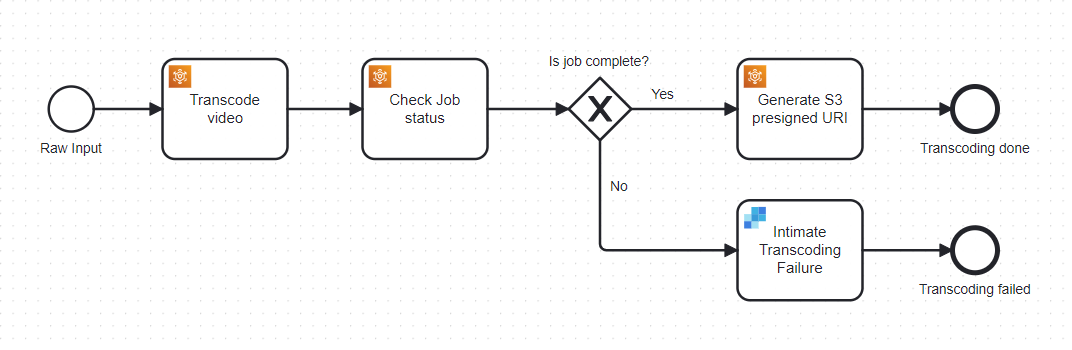 Is job complete?
Transcode
video
Check Job
status
Yes
Generate S3
presigned URI
Raw Input
Transcoding done
No
Intimate
Transcoding
Failure
Transcoding failed